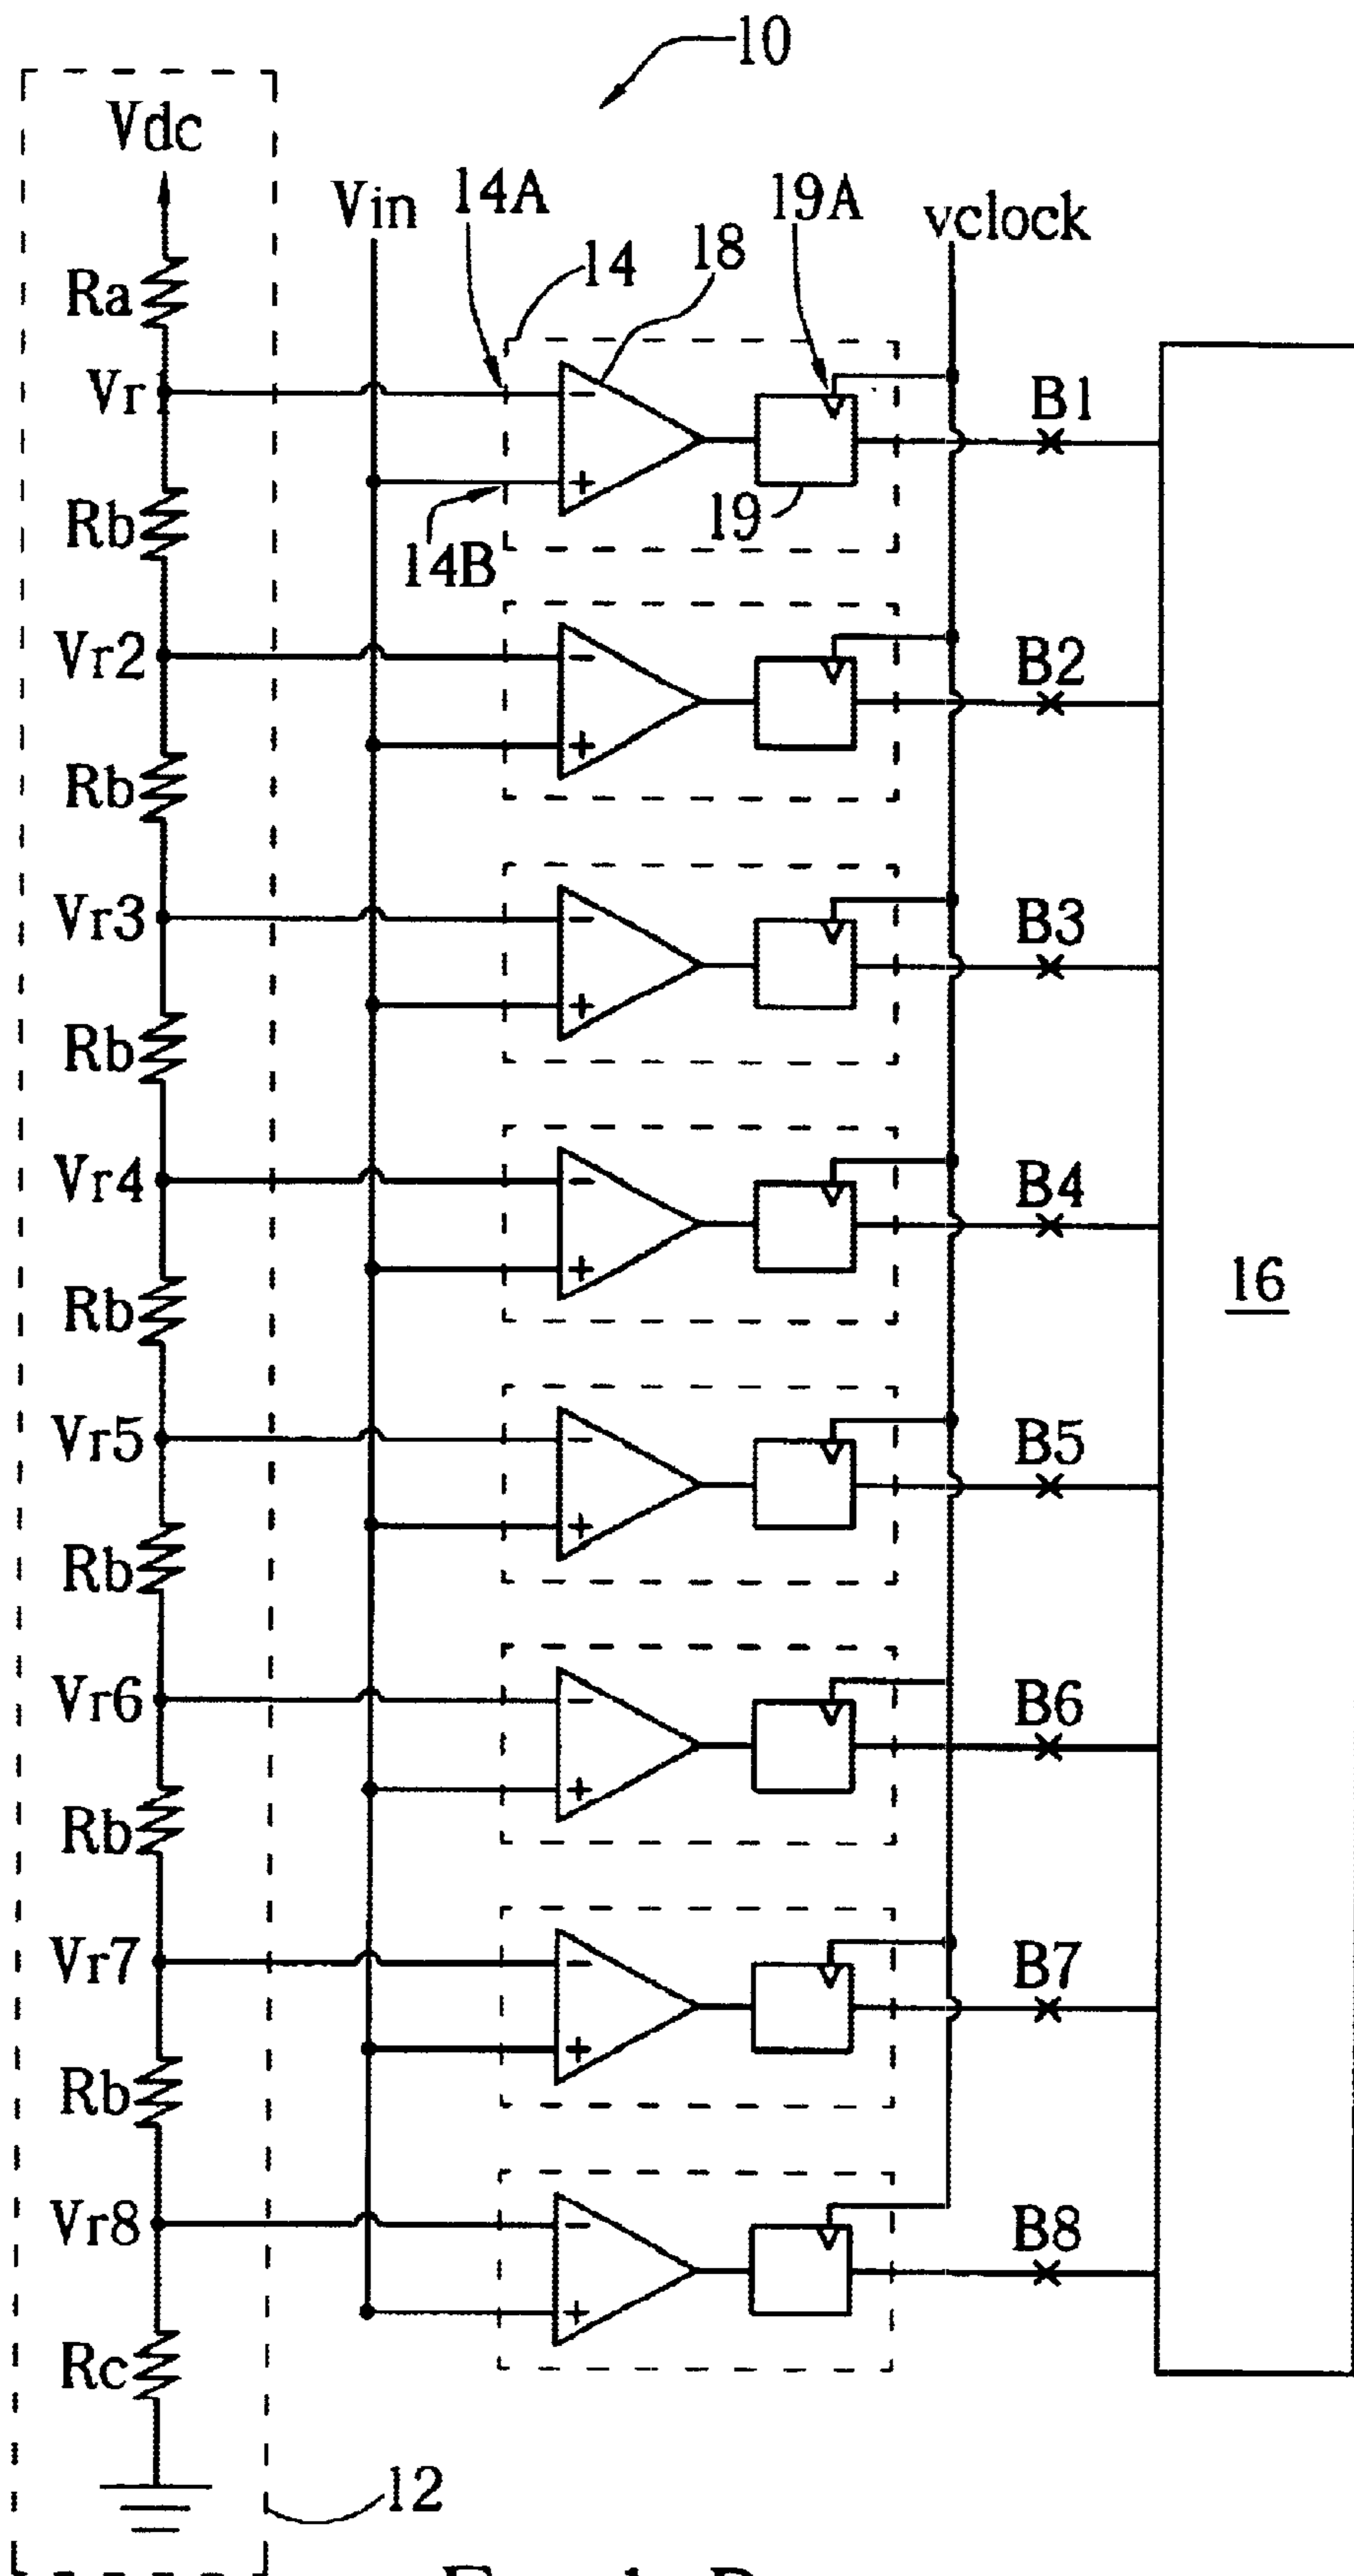 10
Vdc
Vin
14A
19A
vclock
14
18
Ra
Vr1
B1
-
+
19
Rb
14B
Vr2
B2
-
+
Rb
Vr3
B3
-
+
Rb
Vr4
B4
-
+
16
Rb
Vr5
B5
-
+
Rb
Vr6
B6
-
+
Rb
Vr7
B7
-
+
Rb
Vr8
B8
-
+
Rc
12